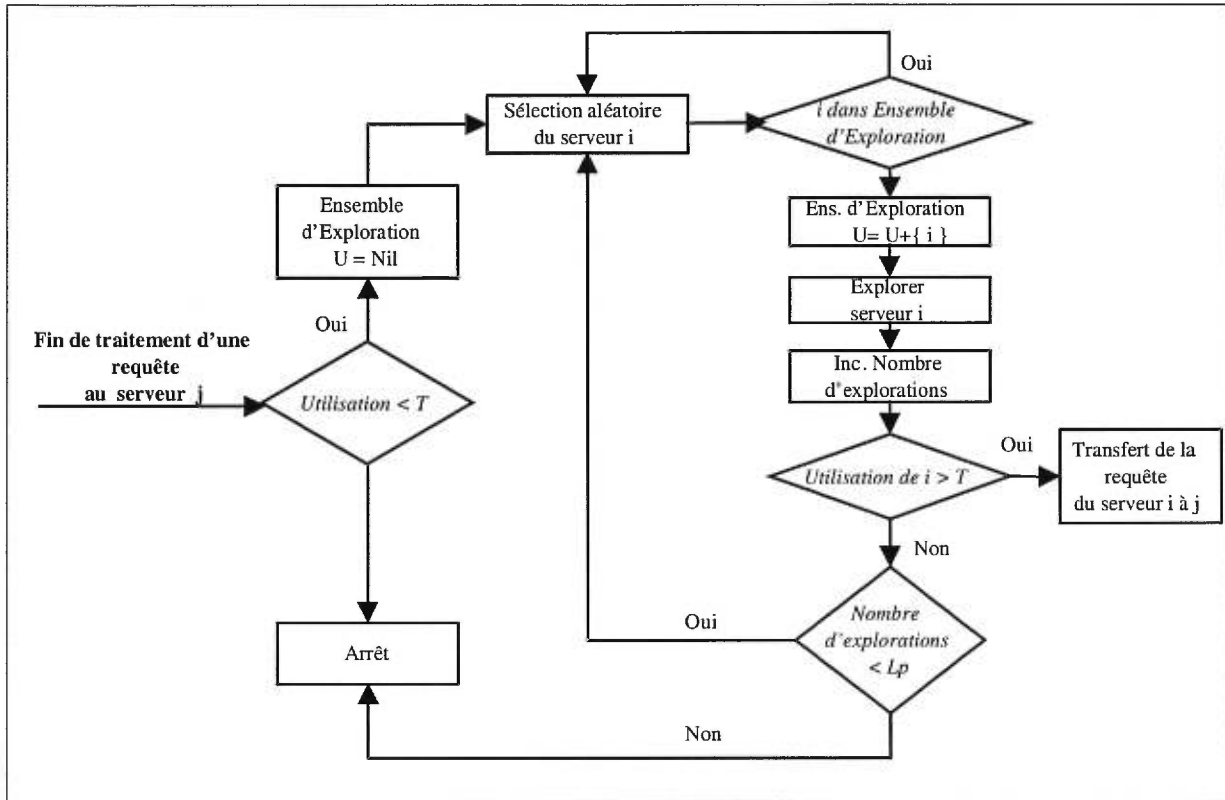 Oui
Sélection aléatoire
du serveur i
i dans Ensemble
d'Exploration
Ensemble
d'Exploration
U = Nil
Ens. d'Exploration
U= U+{ i }
Explorer
serveur i
Oui
Fin de traitement d'une
requête
au serveur j
Utilisation < T
Inc. Nombre
d'explorations
Oui
Utilisation de i > T
Transfert de la
requête
du serveur i à j
Non
Nombre
d'explorations
< Lp
Oui
Arrêt
Non